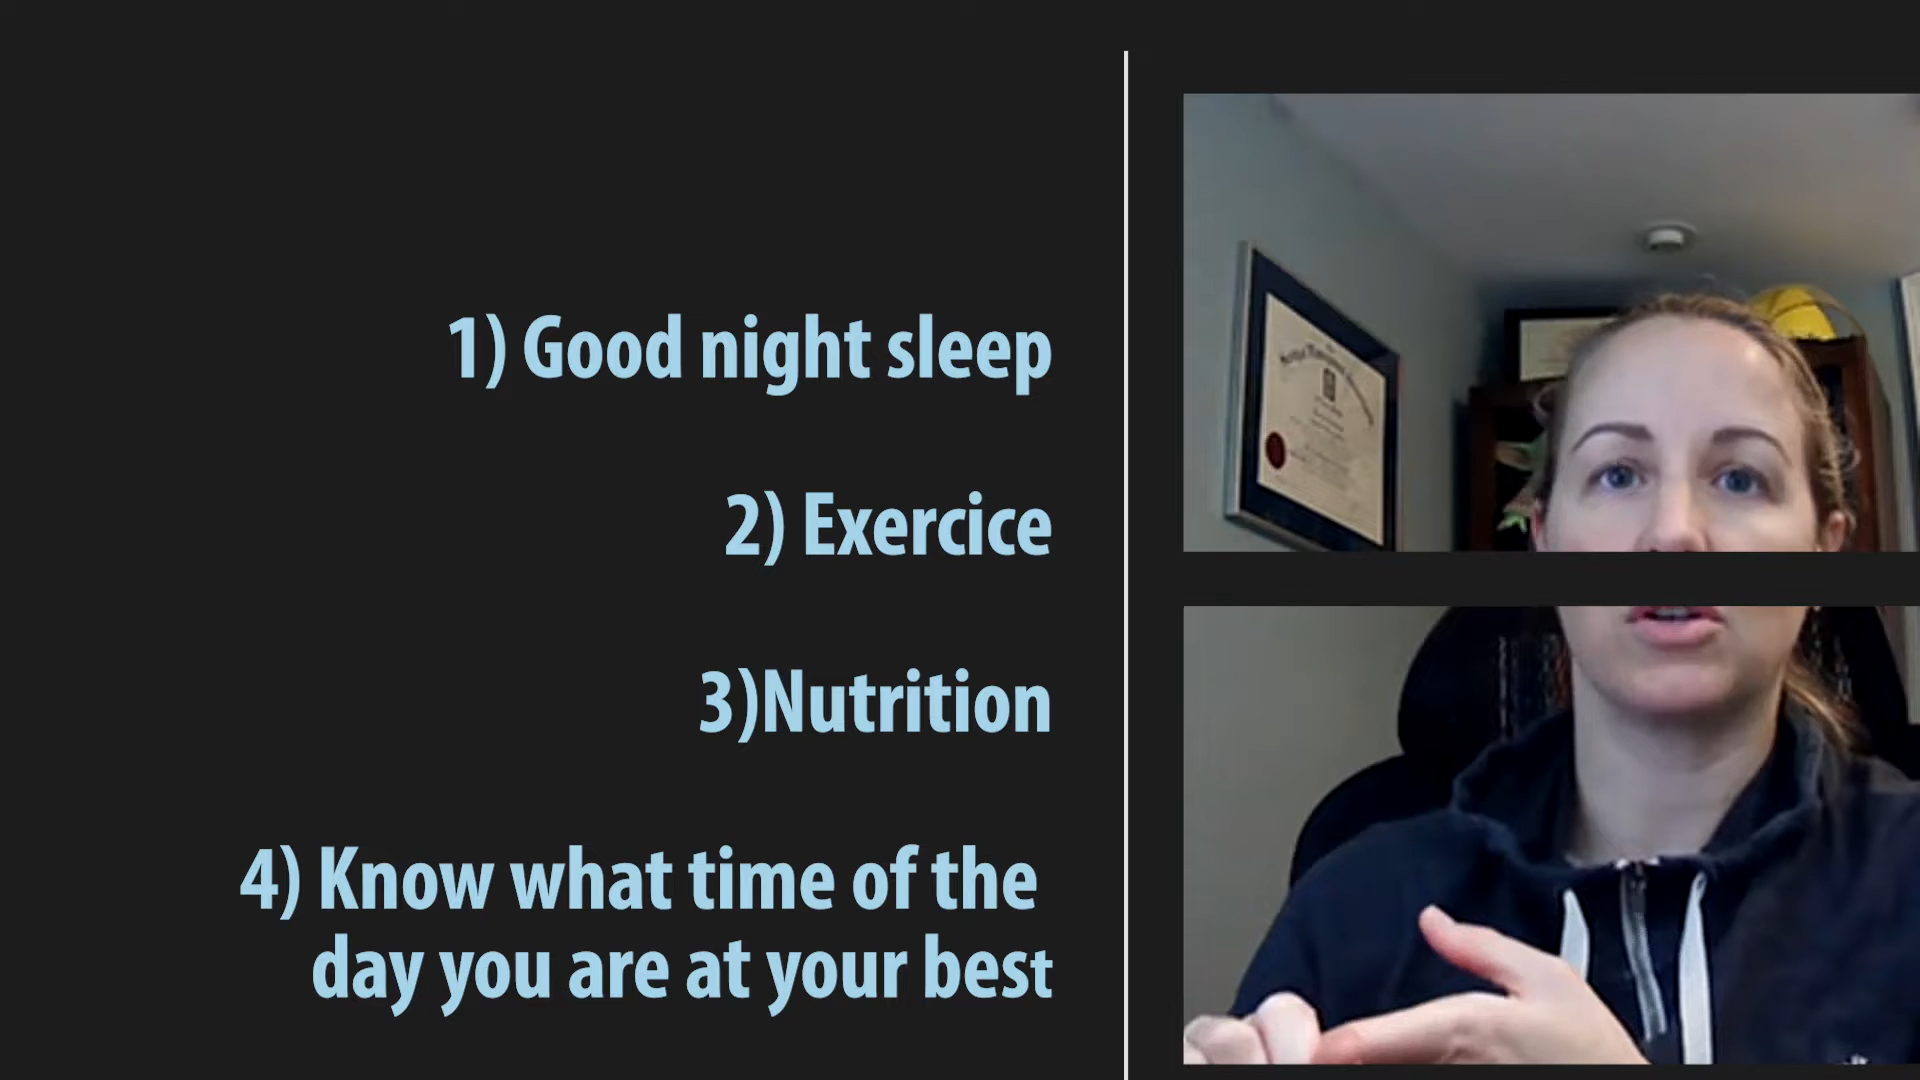 1) Good night sleep
2) Exercice
3)Nutrition
4) Know what time of the
day you are at your best